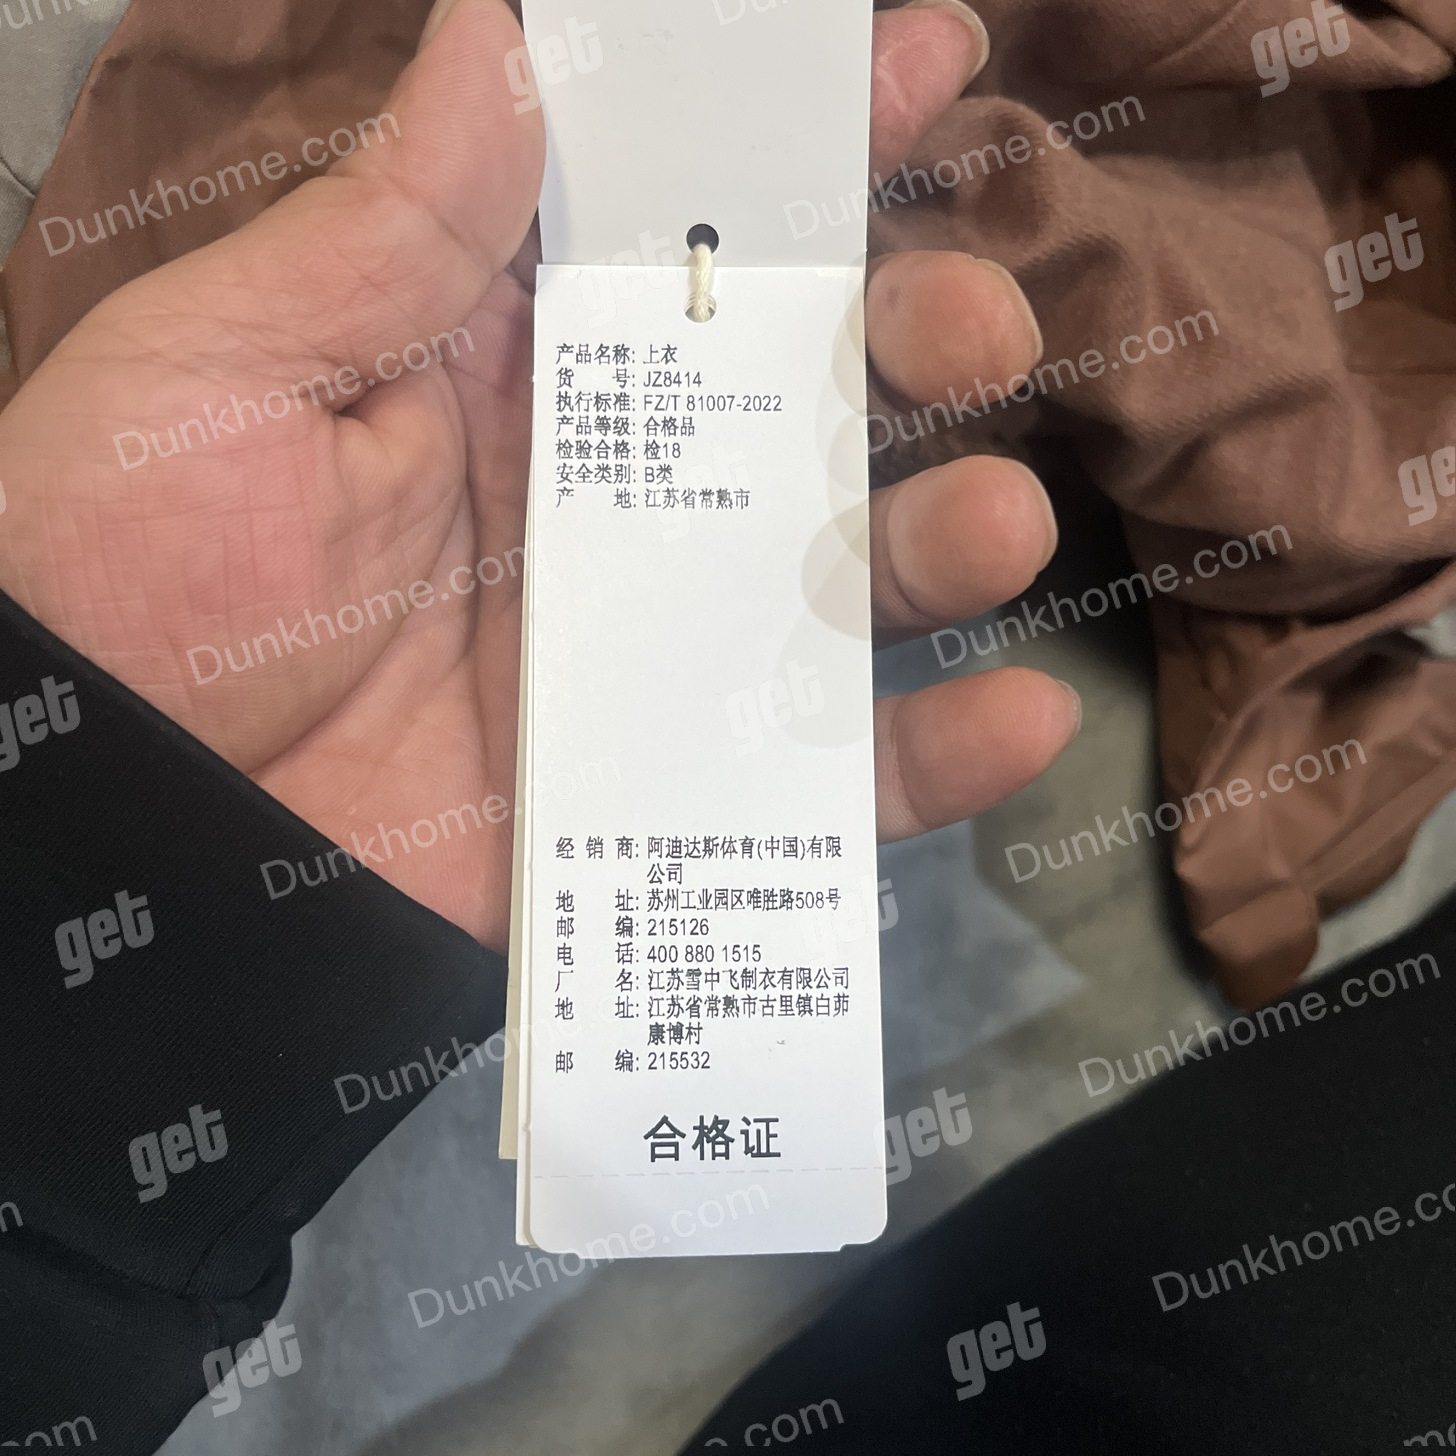 产品名称: 上衣
货 号: JZ8414
执行标准: FZ/T 81007-2022
产品等级: 合格品
检验合格: 检18
安全类别: B类
产 地: 江苏省常熟市
经 销 商: 阿迪达斯体育(中国)有限
公司
地 址: 苏州工业园区唯胜路508号
邮 编: 215126
电 话: 400 880 1515
厂 名: 江苏雪中飞制衣有限公司
地 址: 江苏省常熟市古里镇白茆
康博村
邮 编: 215532
合格证
get
Dunkhome.com